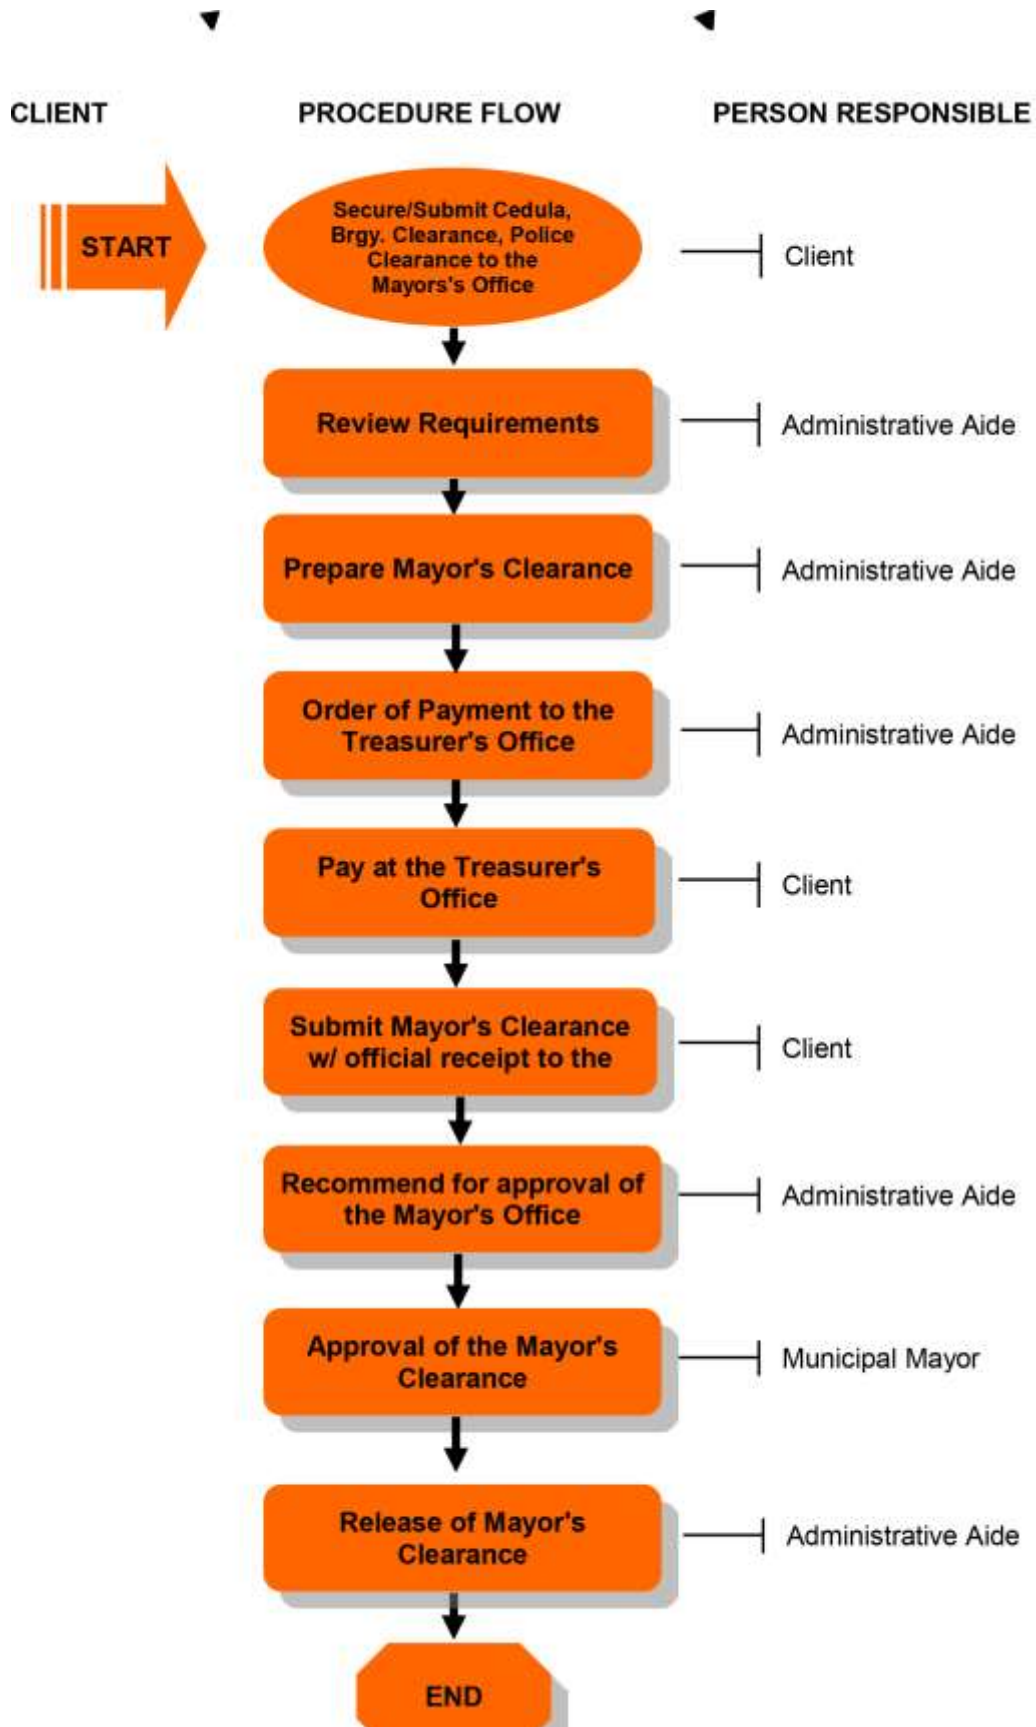 CLIENT
PROCEDURE FLOW
PERSON RESPONSIBLE
START
Secure/Submit Cedula,
Brgy. Clearance, Police
Clearance to the
Mayors's Office
Client
Review Requirements
Administrative Aide
Prepare Mayor's Clearance
Administrative Aide
Order of Payment to the
Treasurer's Office
Administrative Aide
Pay at the Treasurer's
Office
Client
Submit Mayor's Clearance
w/ official receipt to the
Client
Recommend for approval of
the Mayor's Office
Administrative Aide
Approval of the Mayor's
Clearance
Municipal Mayor
Release of Mayor's
Clearance
Administrative Aide
END